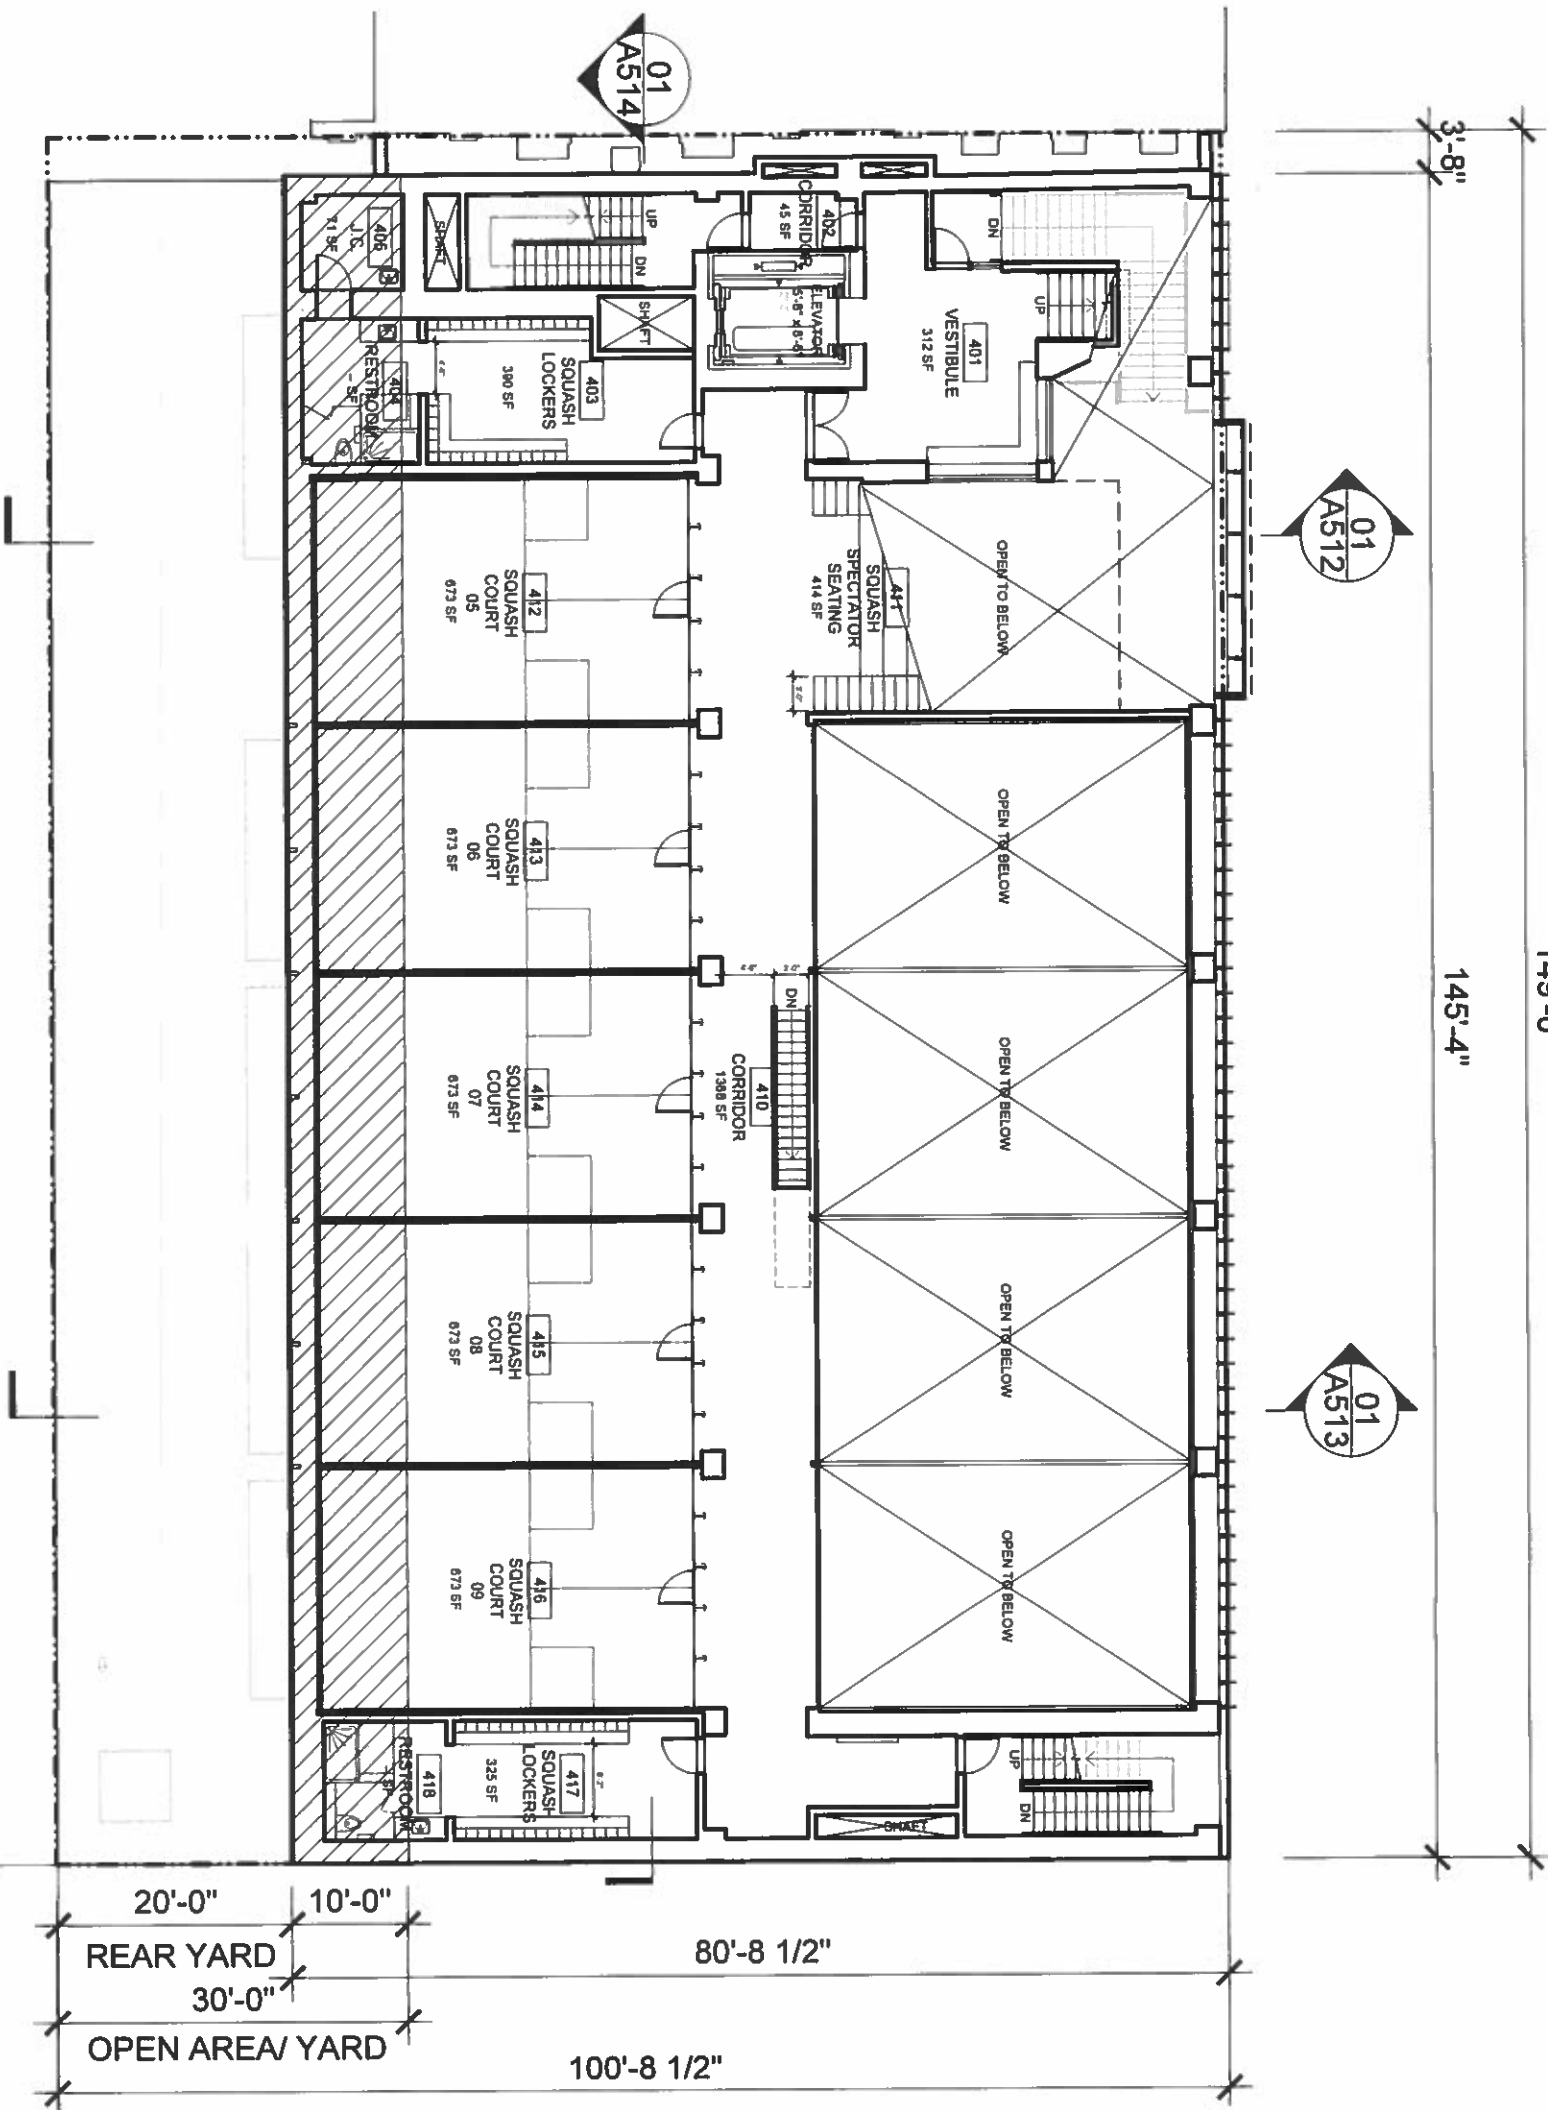 01
A514
3'-8"
145'-4"
01
A512
01
A513
402
CORRIDOR
45 SF
UP
DN
SHAFT
406
J.C.
71 SF
SHAFT
ELEVATOR
DN
UP
401
VESTIBULE
312 SF
403
SQUASH
LOCKERS
390 SF
404
RESTROOM
- SF
411
SQUASH
SPECTATOR
SEATING
414 SF
OPEN TO BELOW
412
SQUASH
COURT
05
673 SF
413
SQUASH
COURT
06
673 SF
OPEN TO BELOW
414
SQUASH
COURT
07
673 SF
DN
410
CORRIDOR
OPEN TO BELOW
415
SQUASH
COURT
08
673 SF
OPEN TO BELOW
416
SQUASH
COURT
09
673 SF
OPEN TO BELOW
417
SQUASH
LOCKERS
325 SF
418
RESTROOM
- SF
SHAFT
UP
DN
20'-0"
10'-0"
REAR YARD
80'-8 1/2"
30'-0"
OPEN AREA/ YARD
100'-8 1/2"